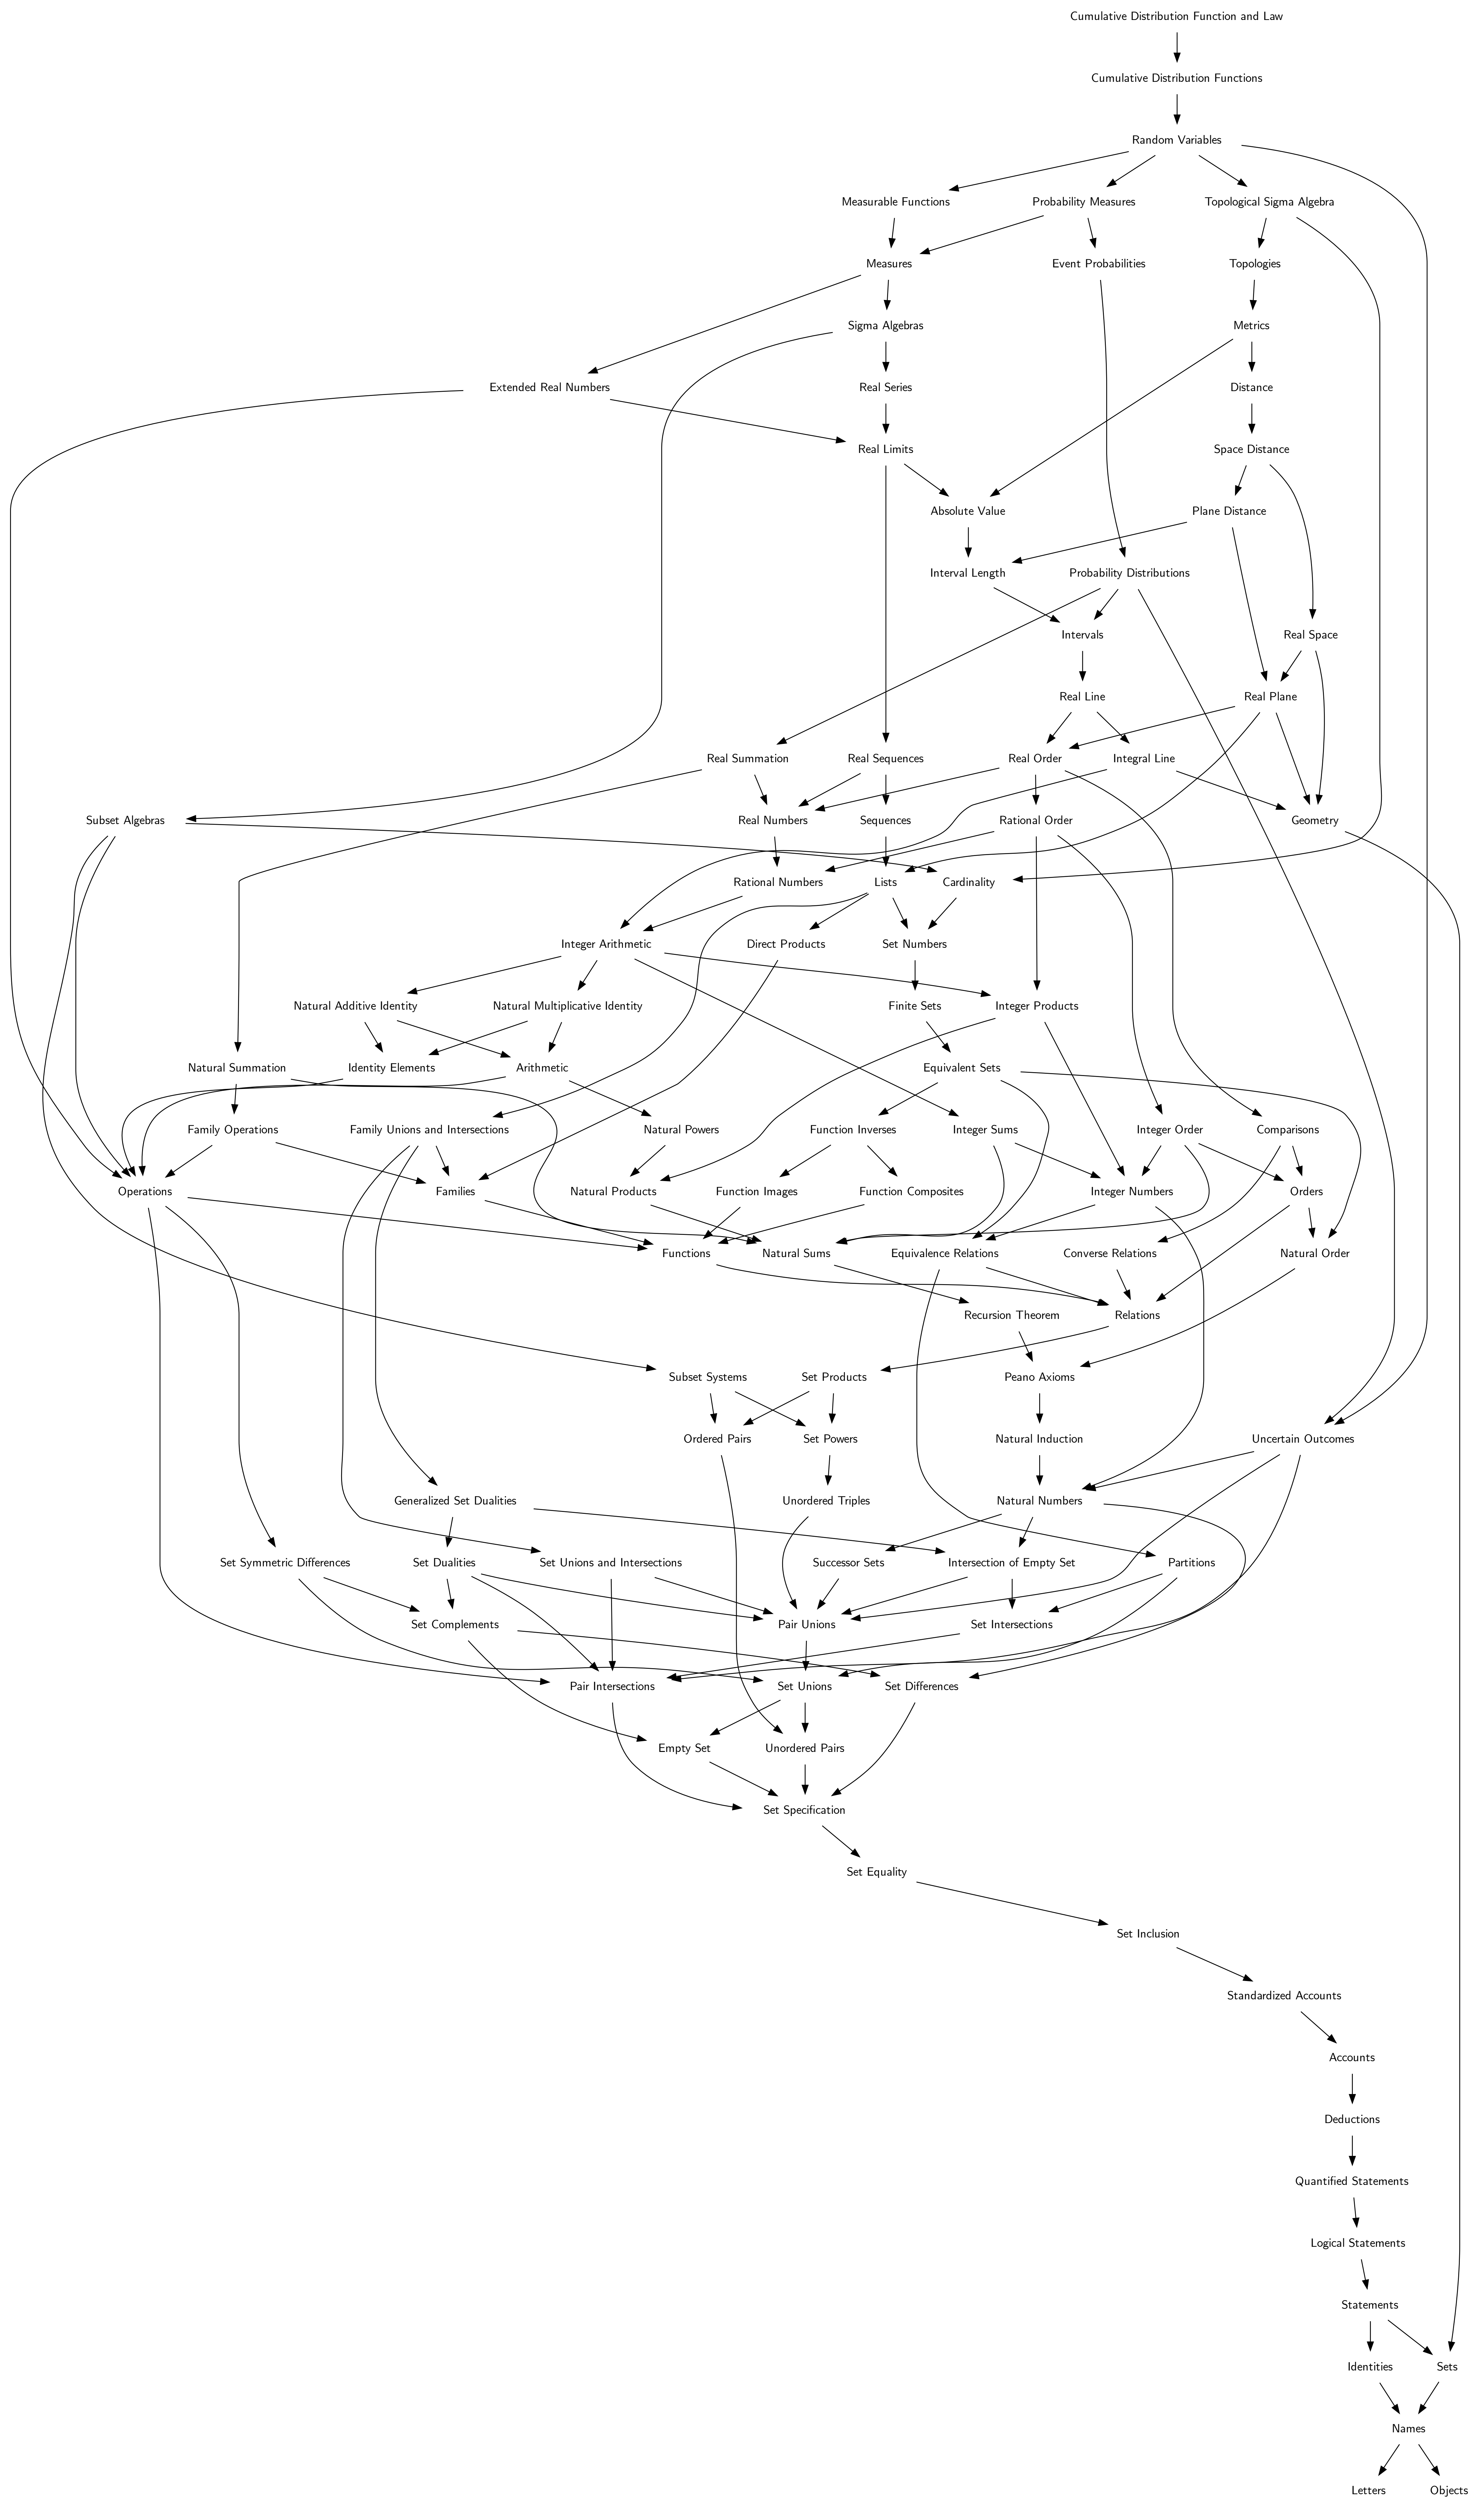 Cumulative Distribution Function and Law
Cumulative Distribution Functions
Random Variables
Measurable Functions
Probability Measures
Topological Sigma Algebra
Measures
Event Probabilities
Topologies
Sigma Algebras
Metrics
Extended Real Numbers
Real Series
Distance
Real Limits
Space Distance
Absolute Value
Plane Distance
Interval Length
Probability Distributions
Intervals
Real Space
Real Line
Real Plane
Real Summation
Real Sequences
Real Order
Integral Line
Subset Algebras
Real Numbers
Sequences
Rational Order
Geometry
Rational Numbers
Lists
Cardinality
Integer Arithmetic
Direct Products
Set Numbers
Natural Additive Identity
Natural Multiplicative Identity
Finite Sets
Integer Products
Natural Summation
Identity Elements
Arithmetic
Equivalent Sets
Family Operations
Family Unions and Intersections
Natural Powers
Function Inverses
Integer Sums
Integer Order
Comparisons
Operations
Families
Natural Products
Function Images
Function Composites
Integer Numbers
Orders
Functions
Natural Sums
Equivalence Relations
Converse Relations
Natural Order
Recursion Theorem
Relations
Subset Systems
Set Products
Peano Axioms
Ordered Pairs
Set Powers
Natural Induction
Uncertain Outcomes
Generalized Set Dualities
Unordered Triples
Natural Numbers
Set Symmetric Differences
Set Dualities
Set Unions and Intersections
Successor Sets
Intersection of Empty Set
Partitions
Set Complements
Pair Unions
Set Intersections
Pair Intersections
Set Unions
Set Differences
Empty Set
Unordered Pairs
Set Specification
Set Equality
Set Inclusion
Standardized Accounts
Accounts
Deductions
Quantified Statements
Logical Statements
Statements
Identities
Sets
Names
Letters
Objects